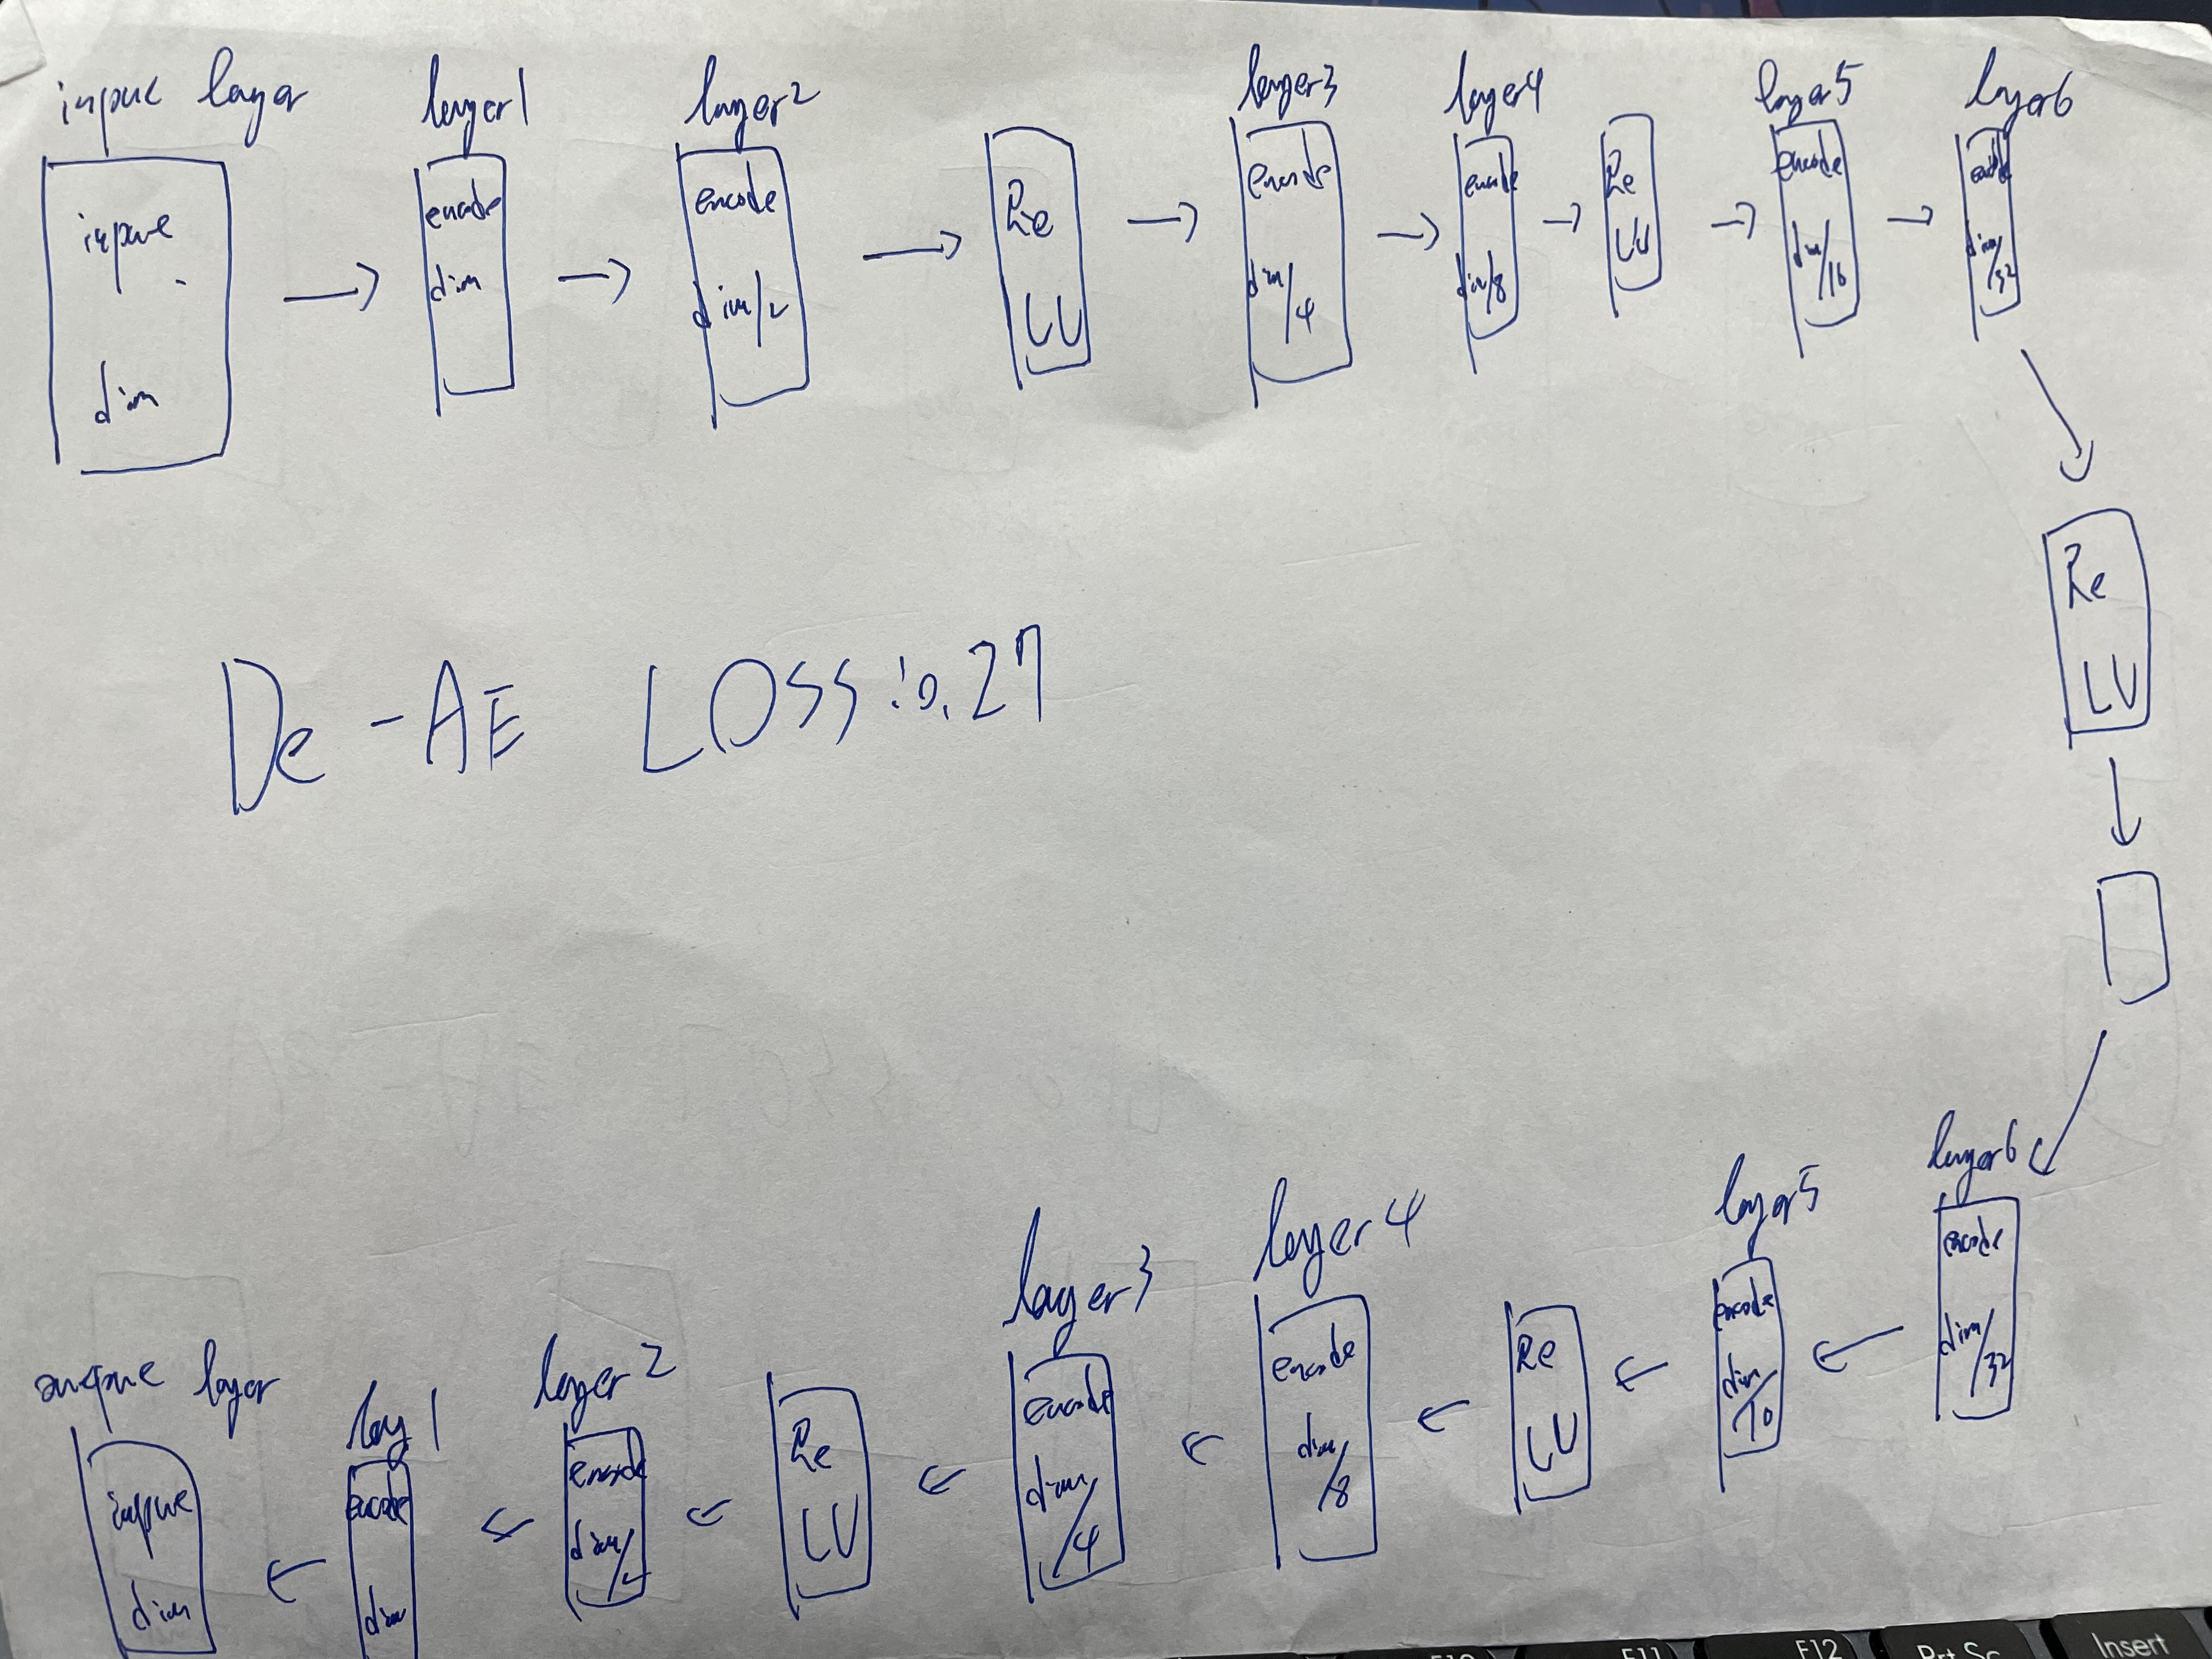 input layer
input
dim
layer1
encode
dim
layer2
encode
dim/2
Re
LU
layer3
encode
dim
/4
layer4
encode
dim/8
Re
LU
layer5
encode
dim
/16
layer6
encode
dim
/32
Re
LU
De-AE LOSS:0.27
layer6
encode
dim
/32
layer5
encode
dim
Re
LU
layer4
encode
dim
/8
layer3
encode
dim
/4
Re
LU
layer2
encode
dim/2
lay1
encode
dim
output layer
input
dim
F10
F11
F12
Prt Sc
Insert